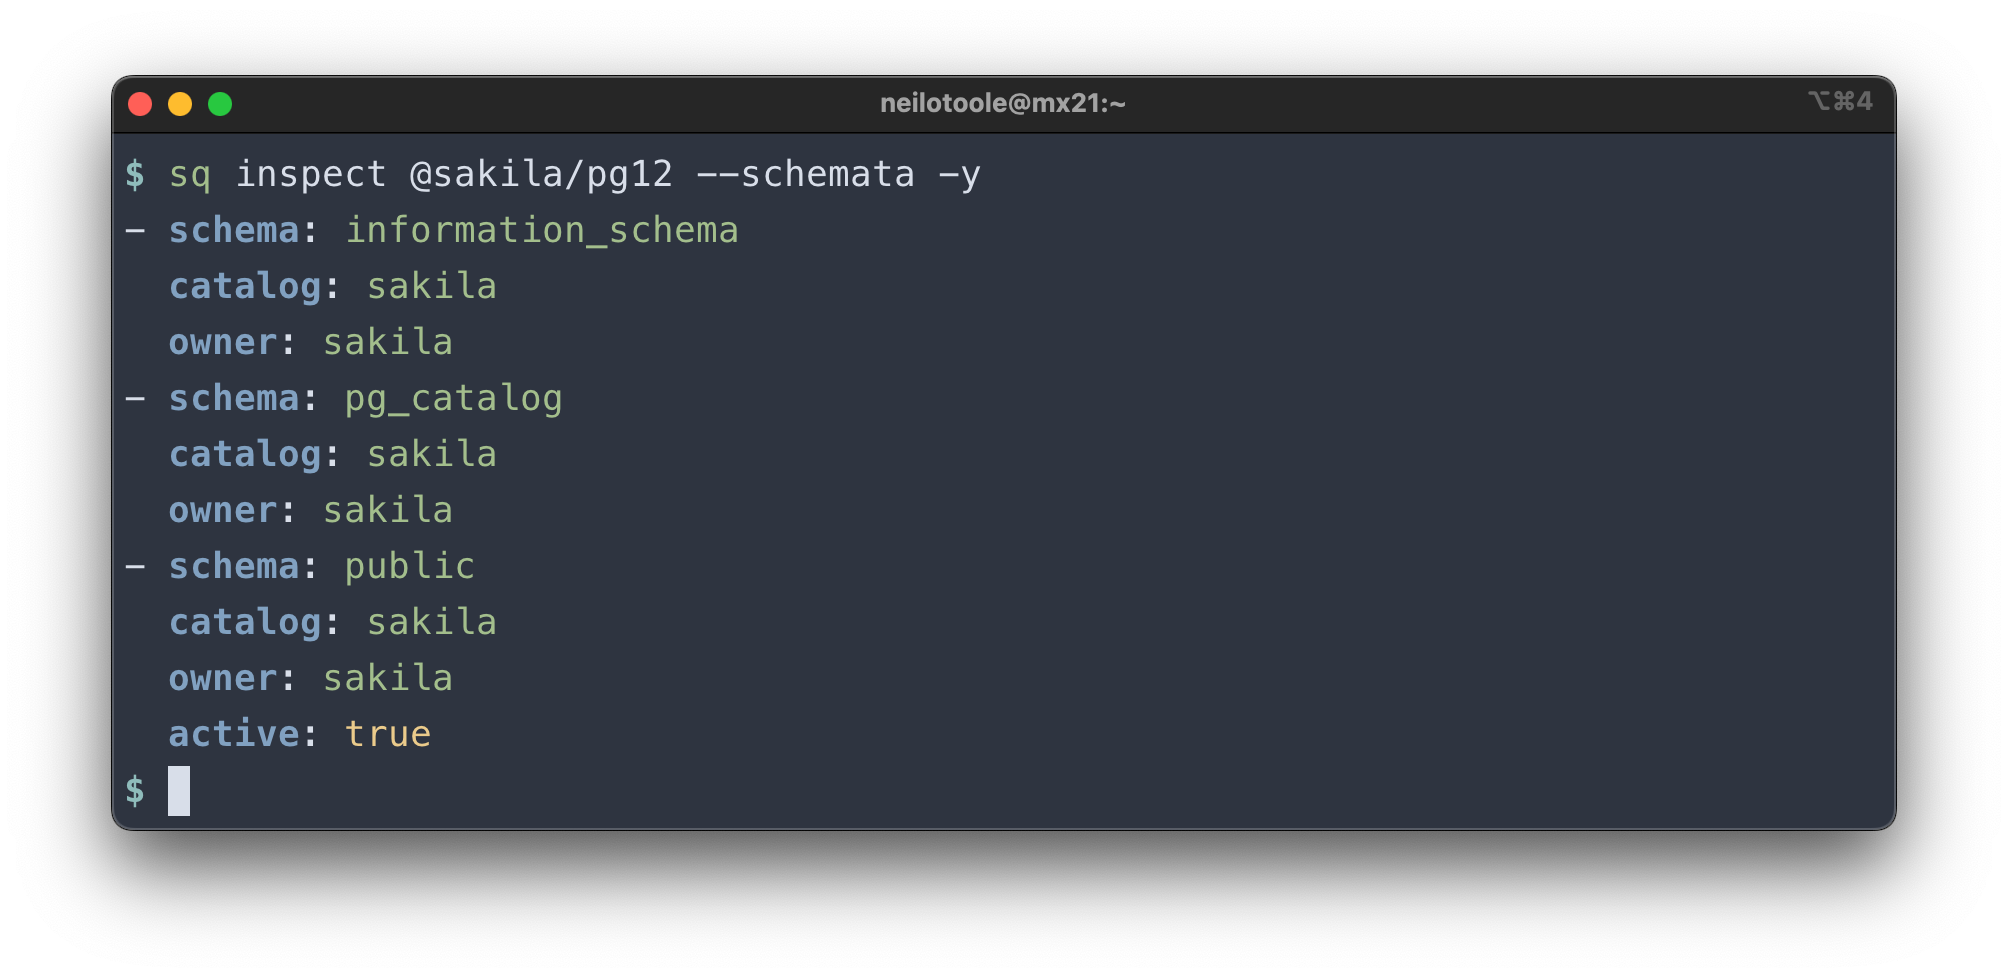 neilotoole@mx21:~
⌥⌘4
$ sq inspect @sakila/pg12 --schemata -y
- schema: information_schema
  catalog: sakila
  owner: sakila
- schema: pg_catalog
  catalog: sakila
  owner: sakila
- schema: public
  catalog: sakila
  owner: sakila
  active: true
$